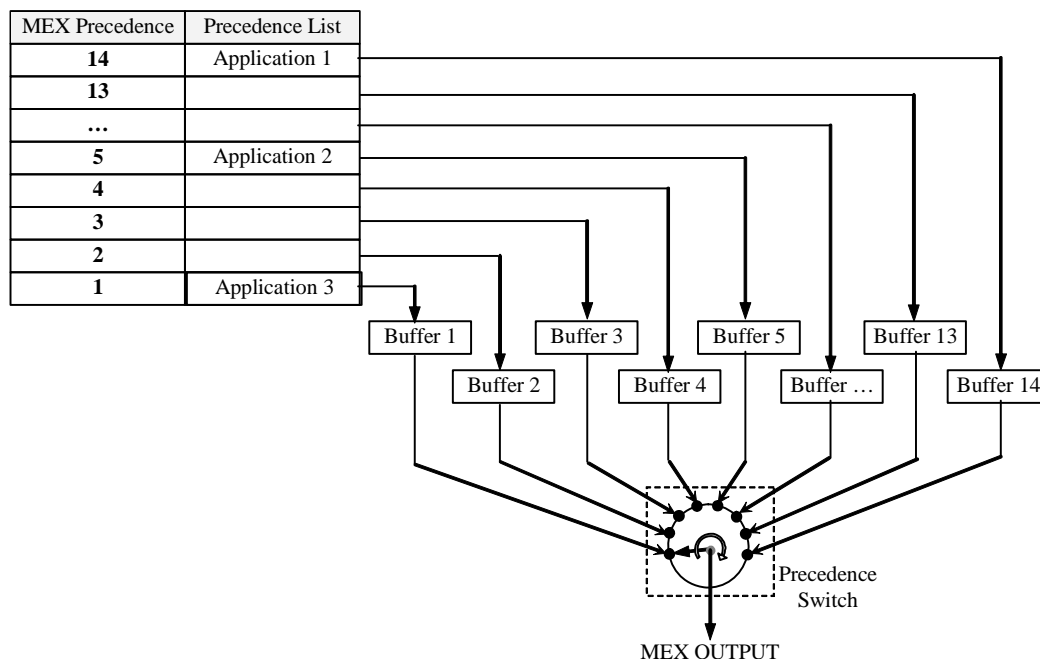 MEX Precedence Precedence List
14 Application 1
13
...
5 Application 2
4
3
2
1 Application 3
Buffer 1 Buffer 3 Buffer 5 Buffer 13
Buffer 2 Buffer 4 Buffer ... Buffer 14
Precedence
Switch
MEX OUTPUT